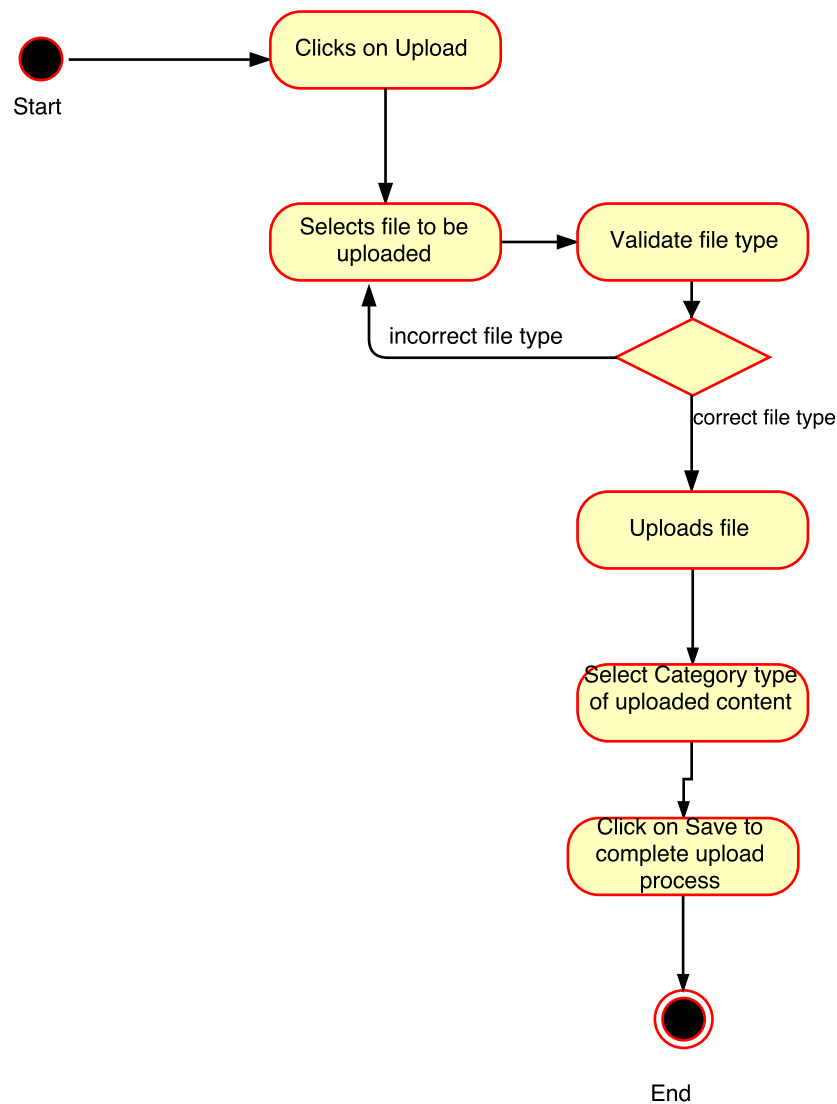 Clicks on Upload
Start
Selects file to be
uploaded
Validate file type
incorrect file type
correct file type
Uploads file
Select Category type
of uploaded content
Click on Save to
complete upload
process
End